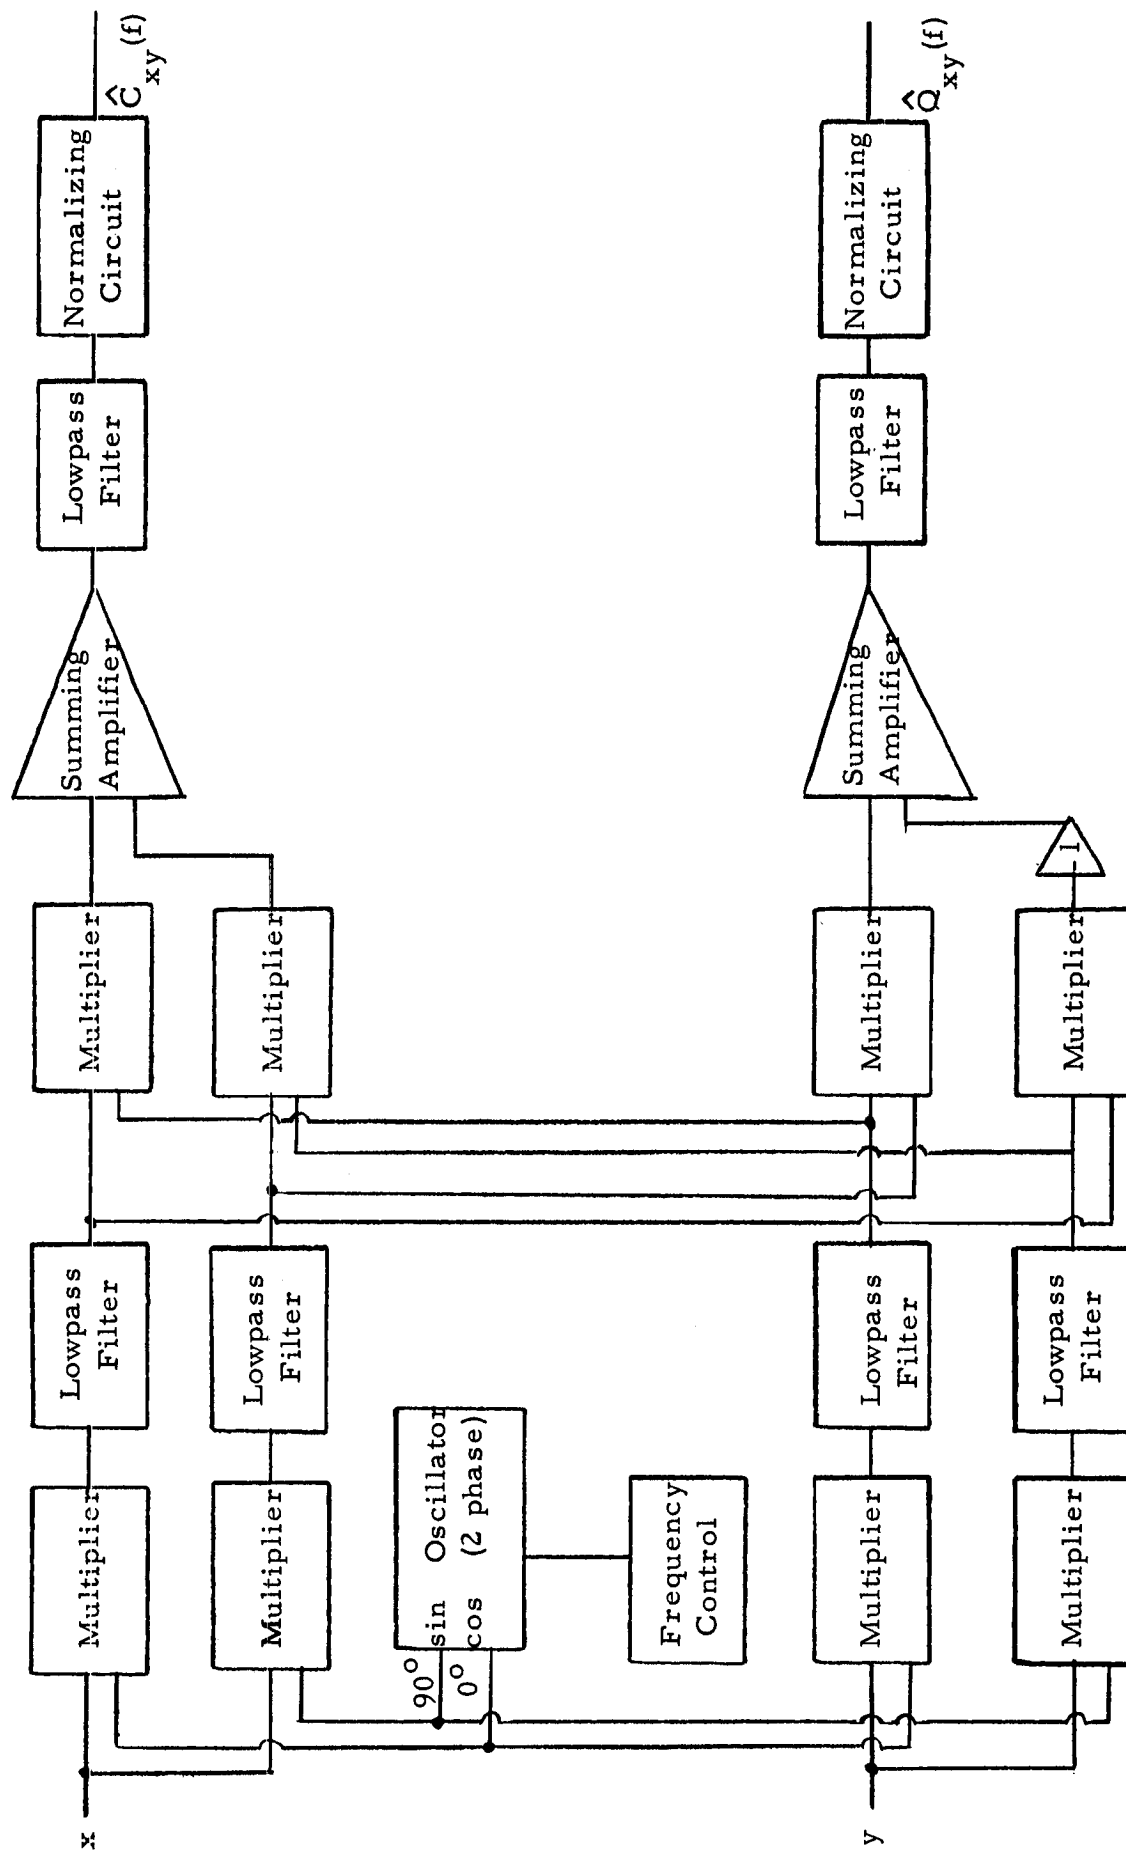 x
Multiplier
Lowpass
Filter
Multiplier
Summing
Amplifier
Lowpass
Filter
Normalizing
Circuit
Ĉxy(f)
Multiplier
Lowpass
Filter
Multiplier
90° sin Oscillator
0° cos (2 phase)
Frequency
Control
y
Multiplier
Lowpass
Filter
Multiplier
Summing
Amplifier
Lowpass
Filter
Normalizing
Circuit
Q̂xy(f)
Multiplier
Lowpass
Filter
Multiplier
-1